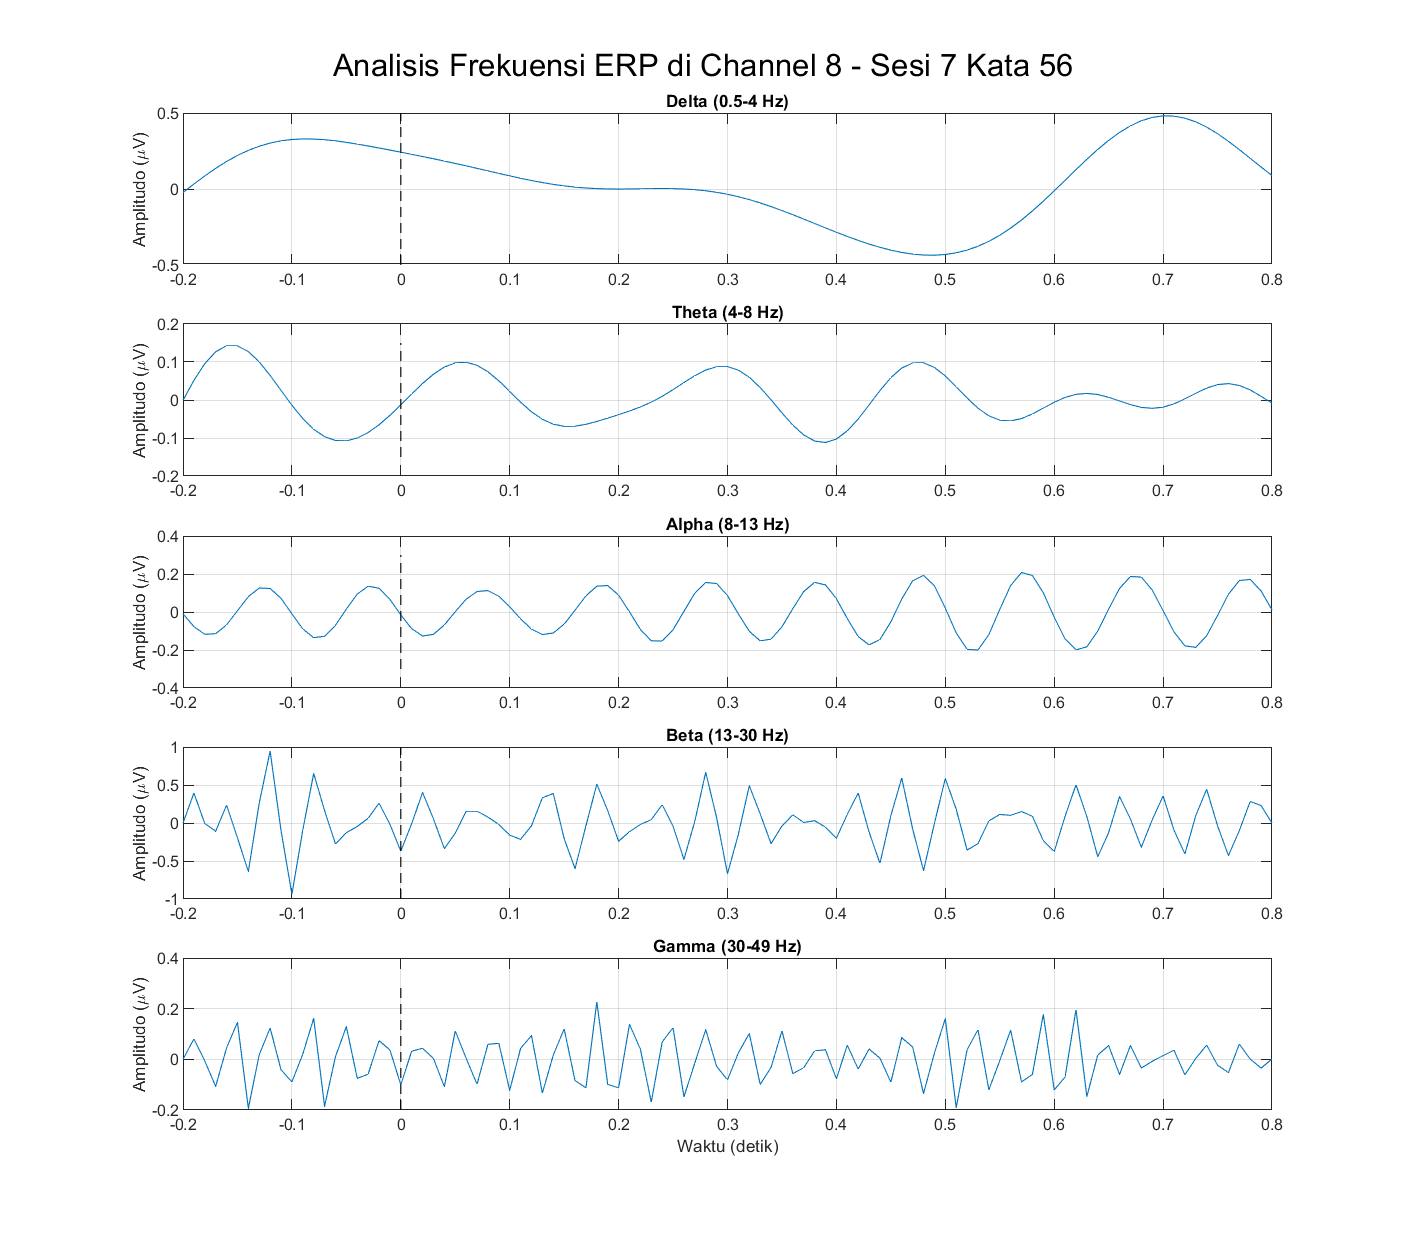 Analisis Frekuensi ERP di Channel 8 - Sesi 7 Kata 56
Delta (0.5-4 Hz)
Amplitudo (μV)
0.5
0
-0.5
-0.2 -0.1 0 0.1 0.2 0.3 0.4 0.5 0.6 0.7 0.8
Theta (4-8 Hz)
Amplitudo (μV)
0.2
0.1
0
-0.1
-0.2
-0.2 -0.1 0 0.1 0.2 0.3 0.4 0.5 0.6 0.7 0.8
Alpha (8-13 Hz)
Amplitudo (μV)
0.4
0.2
0
-0.2
-0.4
-0.2 -0.1 0 0.1 0.2 0.3 0.4 0.5 0.6 0.7 0.8
Beta (13-30 Hz)
Amplitudo (μV)
1
0.5
0
-0.5
-1
-0.2 -0.1 0 0.1 0.2 0.3 0.4 0.5 0.6 0.7 0.8
Gamma (30-49 Hz)
Amplitudo (μV)
0.4
0.2
0
-0.2
-0.2 -0.1 0 0.1 0.2 0.3 0.4 0.5 0.6 0.7 0.8
Waktu (detik)